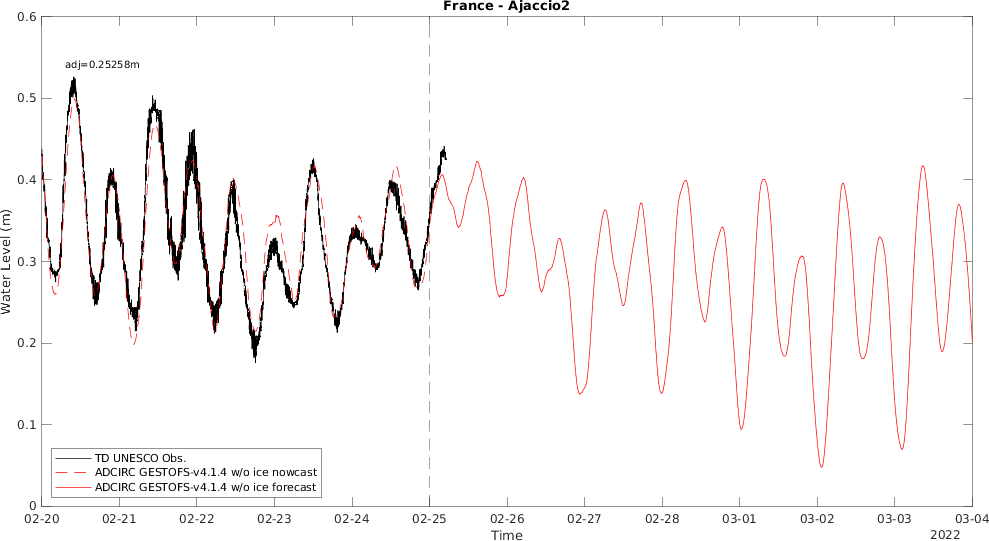 France - Ajaccio2
adj=0.25258m
0.6
0.5
0.4
0.3
0.2
0.1
0
Water Level (m)
TD UNESCO Obs.
ADCIRC GESTOFS-v4.1.4 w/o ice nowcast
ADCIRC GESTOFS-v4.1.4 w/o ice forecast
02-20 02-21 02-22 02-23 02-24 02-25 02-26 02-27 02-28 03-01 03-02 03-03 03-04
Time
2022